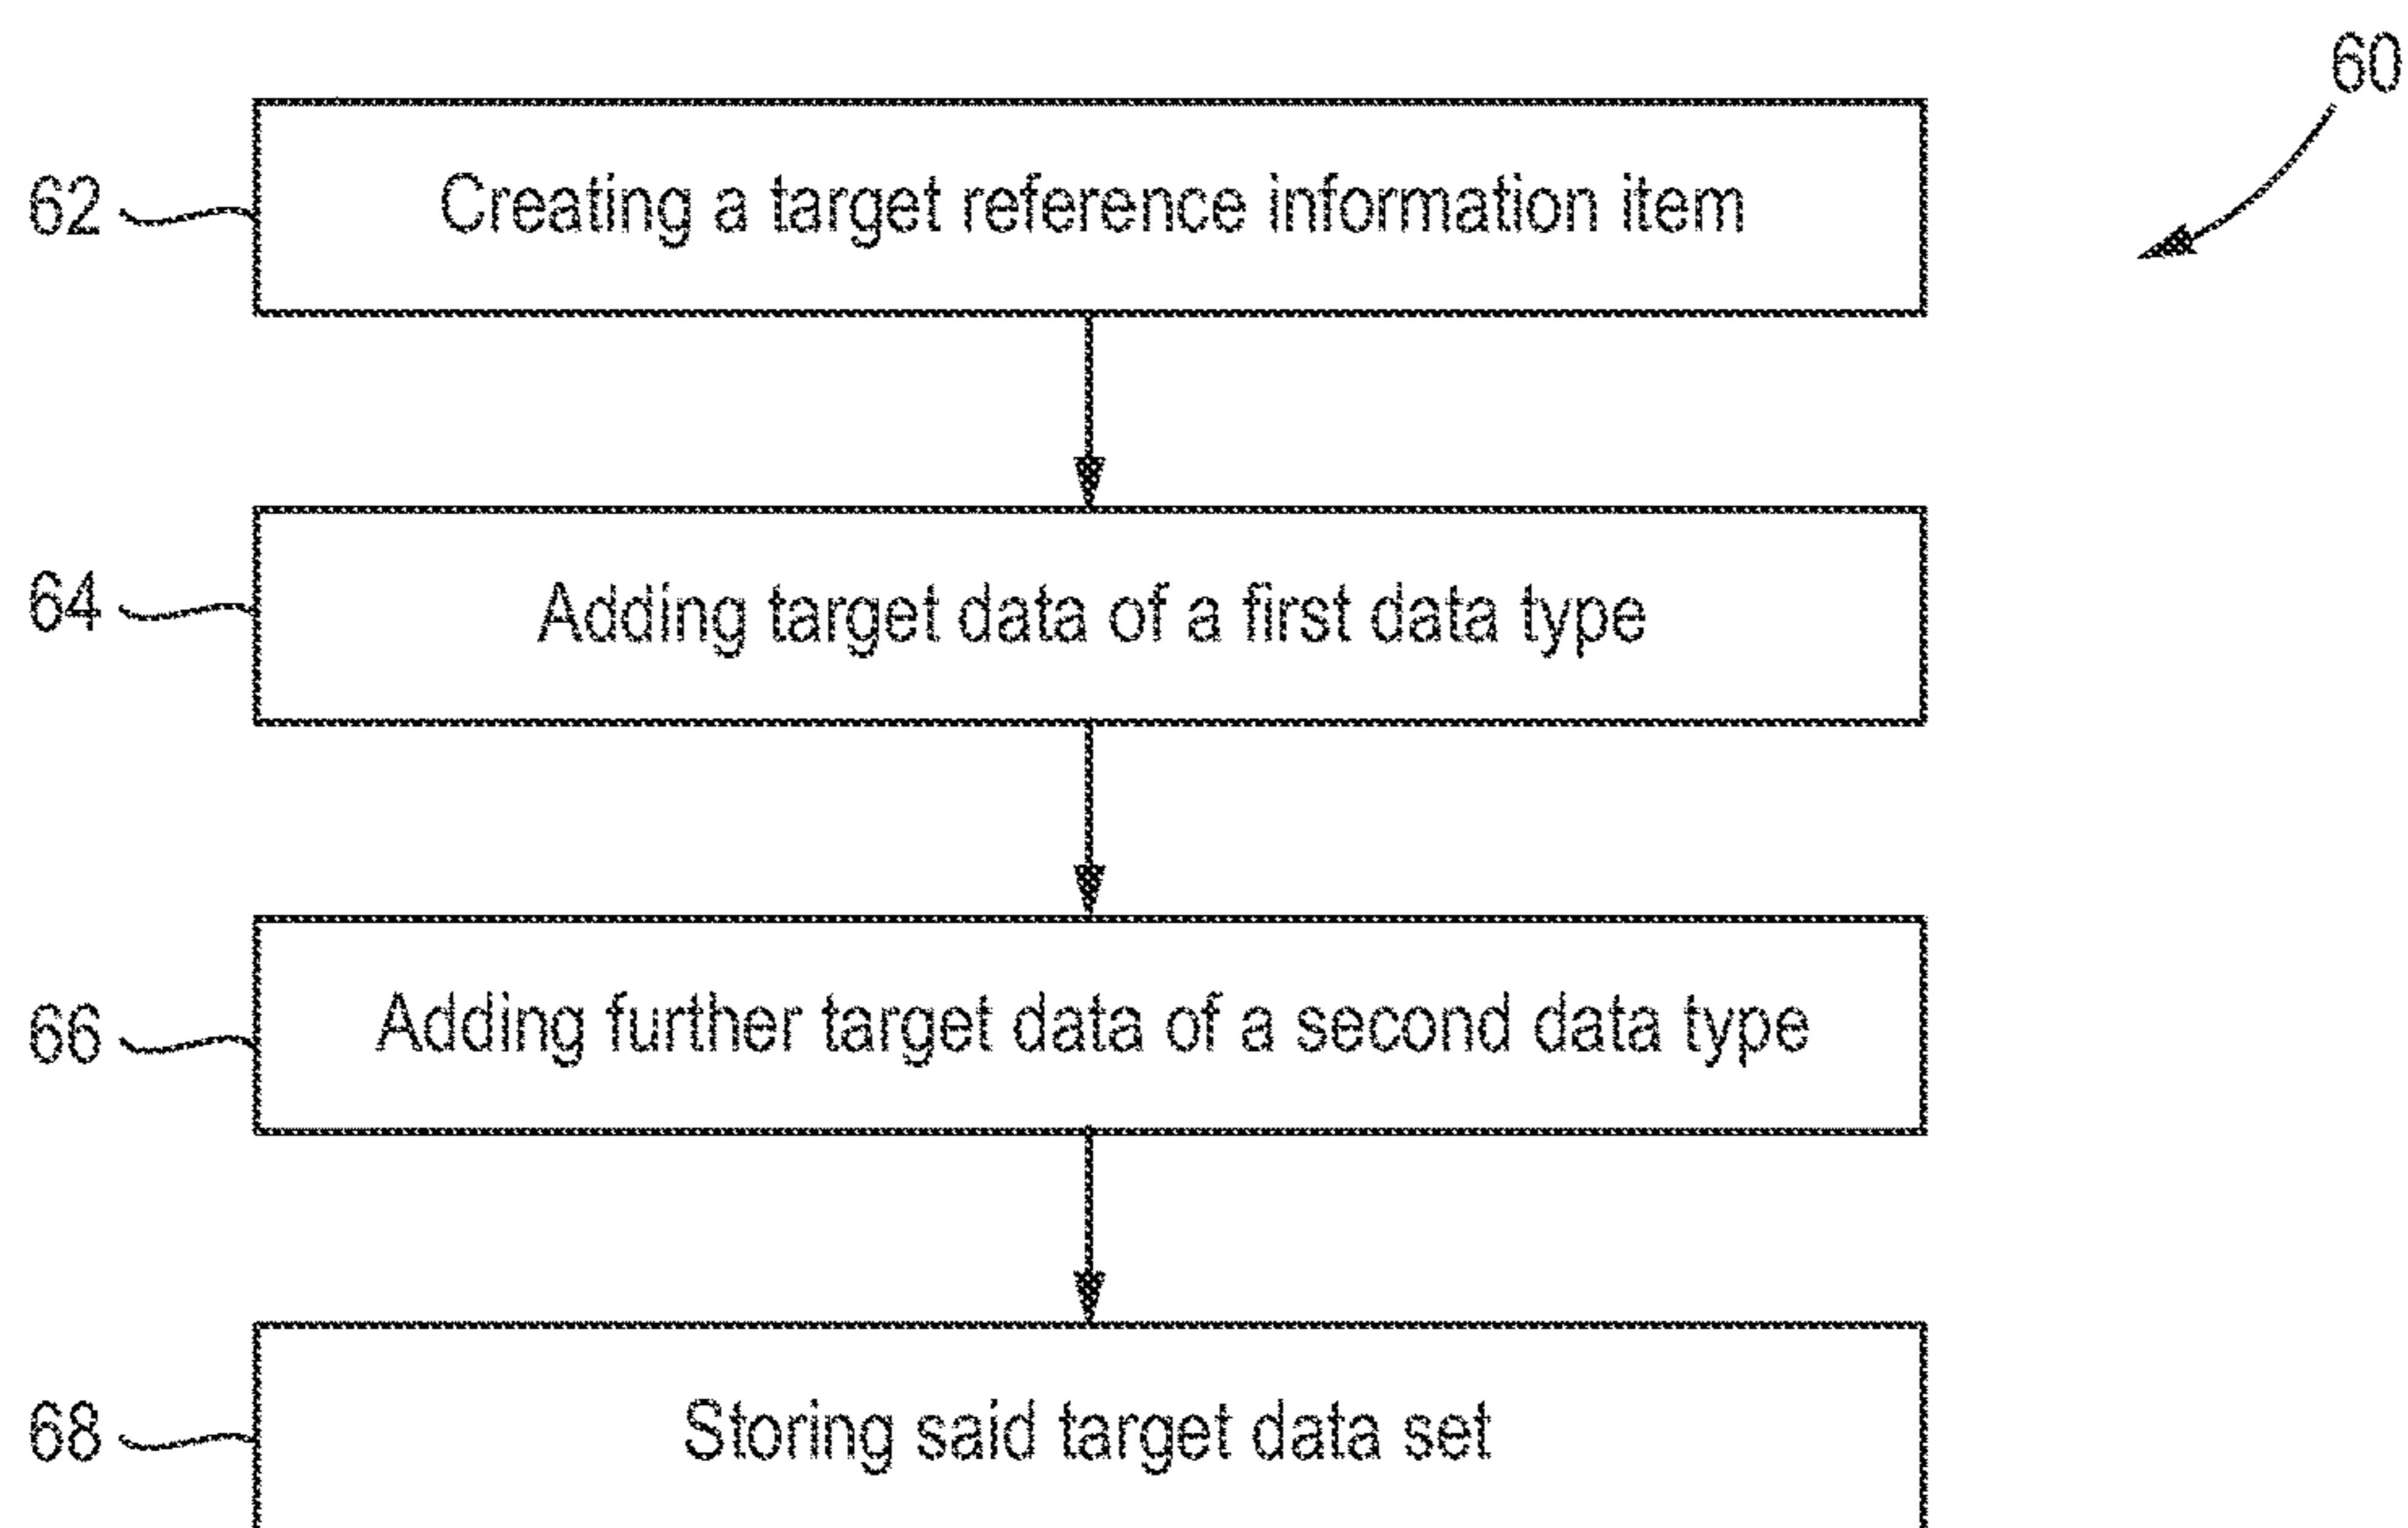 60
62 Creating a target reference information item
64 Adding target data of a first data type
66 Adding further target data of a second data type
68 Storing said target data set